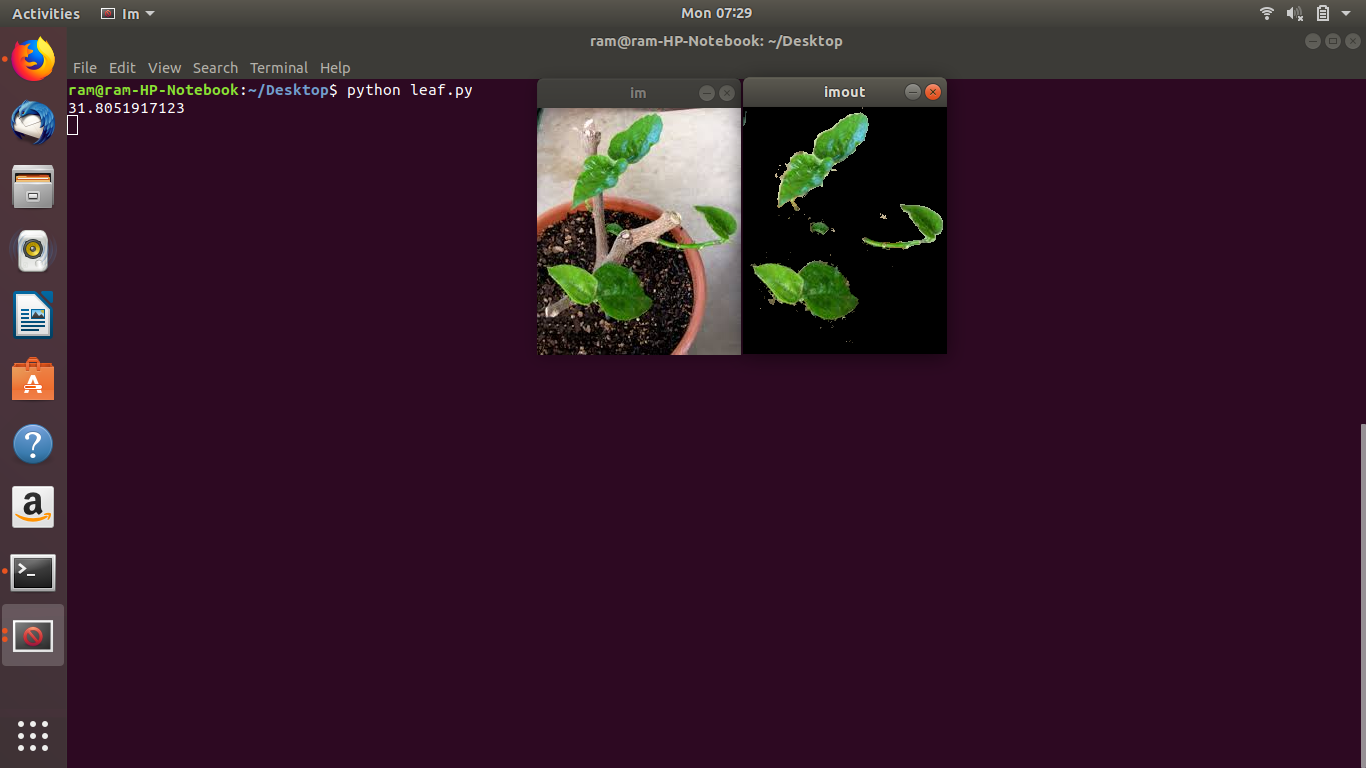 Activities Im Mon 07:29
ram@ram-HP-Notebook: ~/Desktop
File Edit View Search Terminal Help
ram@ram-HP-Notebook:~/Desktop$ python leaf.py
31.8051917123
im
imout